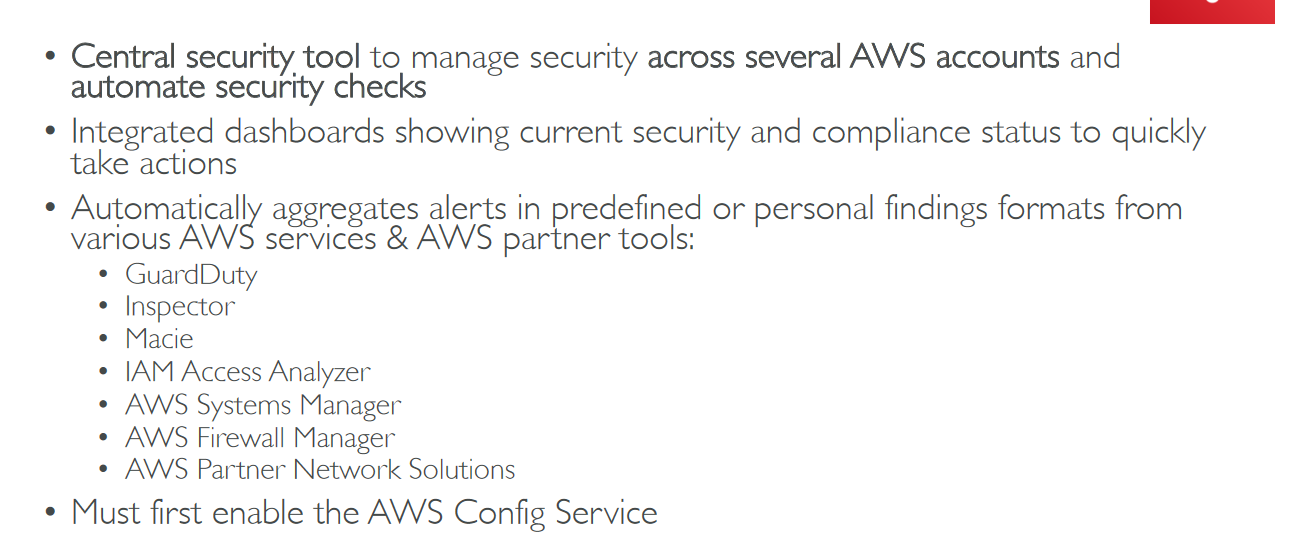 • Central security tool to manage security across several AWS accounts and
automate security checks
• Integrated dashboards showing current security and compliance status to quickly
take actions
• Automatically aggregates alerts in predefined or personal findings formats from
various AWS services & AWS partner tools:
• GuardDuty
• Inspector
• Macie
• IAM Access Analyzer
• AWS Systems Manager
• AWS Firewall Manager
• AWS Partner Network Solutions
• Must first enable the AWS Config Service